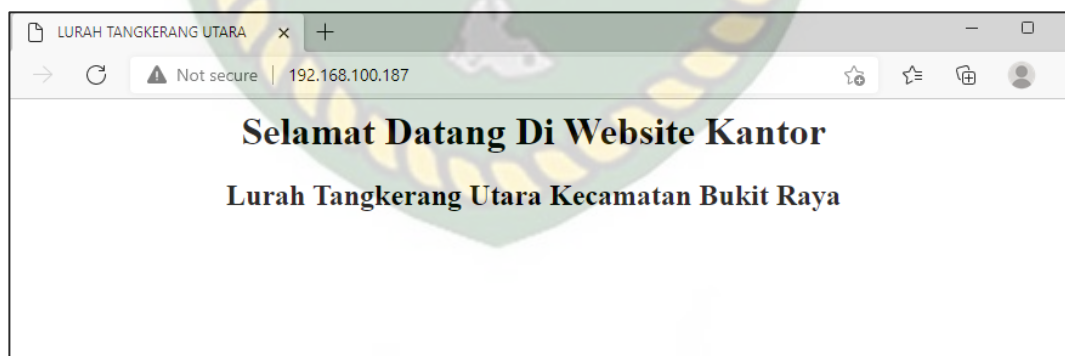 LURAH TANGKERANG UTARA
Not secure | 192.168.100.187
Selamat Datang Di Website Kantor
Lurah Tangkerang Utara Kecamatan Bukit Raya